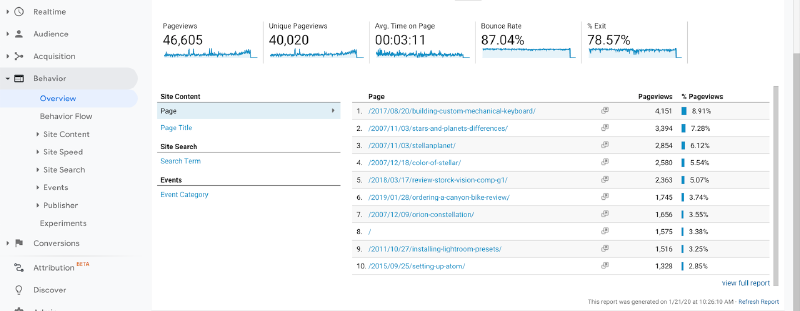 Realtime
Audience
Acquisition
Behavior
Overview
Behavior Flow
Site Content
Site Speed
Site Search
Events
Publisher
Experiments
Conversions
Attribution BETA
Discover
Pageviews
46,605
Unique Pageviews
40,020
Avg. Time on Page
00:03:11
Bounce Rate
87.04%
% Exit
78.57%
Site Content
Page
Page Title
Site Search
Search Term
Events
Event Category
Page Pageviews % Pageviews
1. /2017/08/20/building-custom-mechanical-keyboard/ 4,151 8.91%
2. /2007/11/03/stars-and-planets-differences/ 3,394 7.28%
3. /2007/11/03/stellarplanet/ 2,854 6.12%
4. /2007/12/18/color-of-stellar/ 2,580 5.54%
5. /2018/03/17/review-storck-vision-comp-g1/ 2,363 5.07%
6. /2019/01/28/ordering-a-canyon-bike-review/ 1,745 3.74%
7. /2007/12/09/orion-constellation/ 1,656 3.55%
8. / 1,575 3.38%
9. /2011/10/27/installing-lightroom-presets/ 1,516 3.25%
10. /2015/09/25/setting-up-atom/ 1,328 2.85%
view full report
This report was generated on 1/21/20 at 10:26:10 AM - Refresh Report